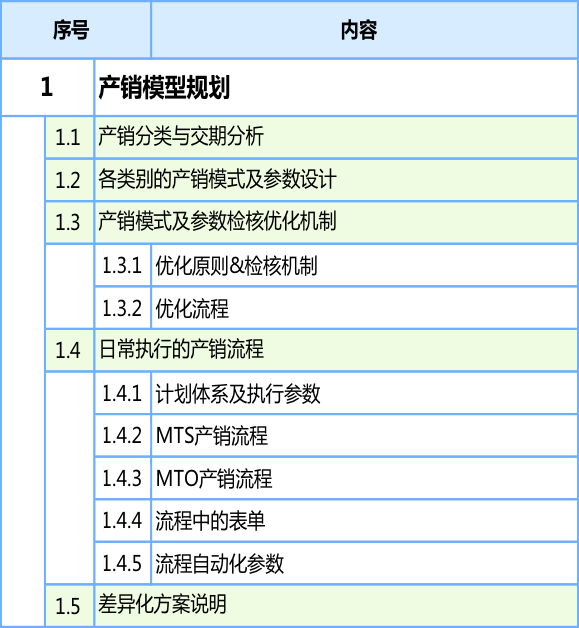 序号 内容
1 产销模型规划
1.1 产销分类与交期分析
1.2 各类别的产销模式及参数设计
1.3 产销模式及参数检核优化机制
1.3.1 优化原则&检核机制
1.3.2 优化流程
1.4 日常执行的产销流程
1.4.1 计划体系及执行参数
1.4.2 MTS产销流程
1.4.3 MTO产销流程
1.4.4 流程中的表单
1.4.5 流程自动化参数
1.5 差异化方案说明